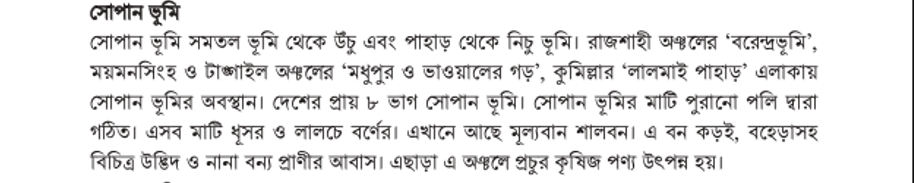 সোপান ভূমি
সোপান ভূমি সমতল ভূমি থেকে উঁচু এবং পাহাড় থেকে নিচু ভূমি। রাজশাহী অঞ্চলের ‘বরেন্দ্রভূমি’,
ময়মনসিংহ ও টাঙ্গাইল অঞ্চলের ‘মধুপুর ও ভাওয়ালের গড়’, কুমিল্লার ‘লালমাই পাহাড়’ এলাকায়
সোপান ভূমির অবস্থান। দেশের প্রায় ৮ ভাগ সোপান ভূমি। সোপান ভূমির মাটি পুরানো পলি দ্বারা
গঠিত। এসব মাটি ধূসর ও লালচে বর্ণের। এখানে আছে মূল্যবান শালবন। এ বন কড়ই, বহেড়াসহ
বিচিত্র উদ্ভিদ ও নানা বন্য প্রাণীর আবাস। এছাড়া এ অঞ্চলে প্রচুর কৃষিজ পণ্য উৎপন্ন হয়।